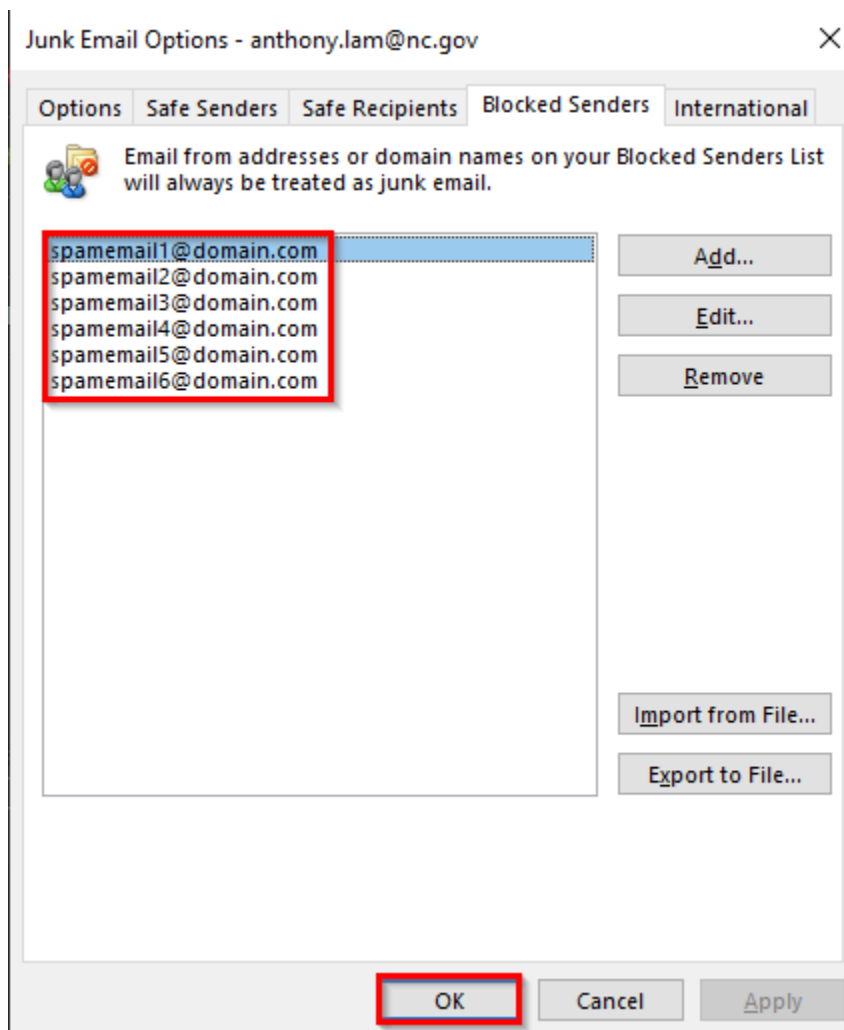 Junk Email Options - anthony.lam@nc.gov
Options Safe Senders Safe Recipients Blocked Senders International
Email from addresses or domain names on your Blocked Senders List
will always be treated as junk email.
spamemail1@domain.com
spamemail2@domain.com
spamemail3@domain.com
spamemail4@domain.com
spamemail5@domain.com
spamemail6@domain.com
Add...
Edit...
Remove
Import from File...
Export to File...
OK Cancel Apply